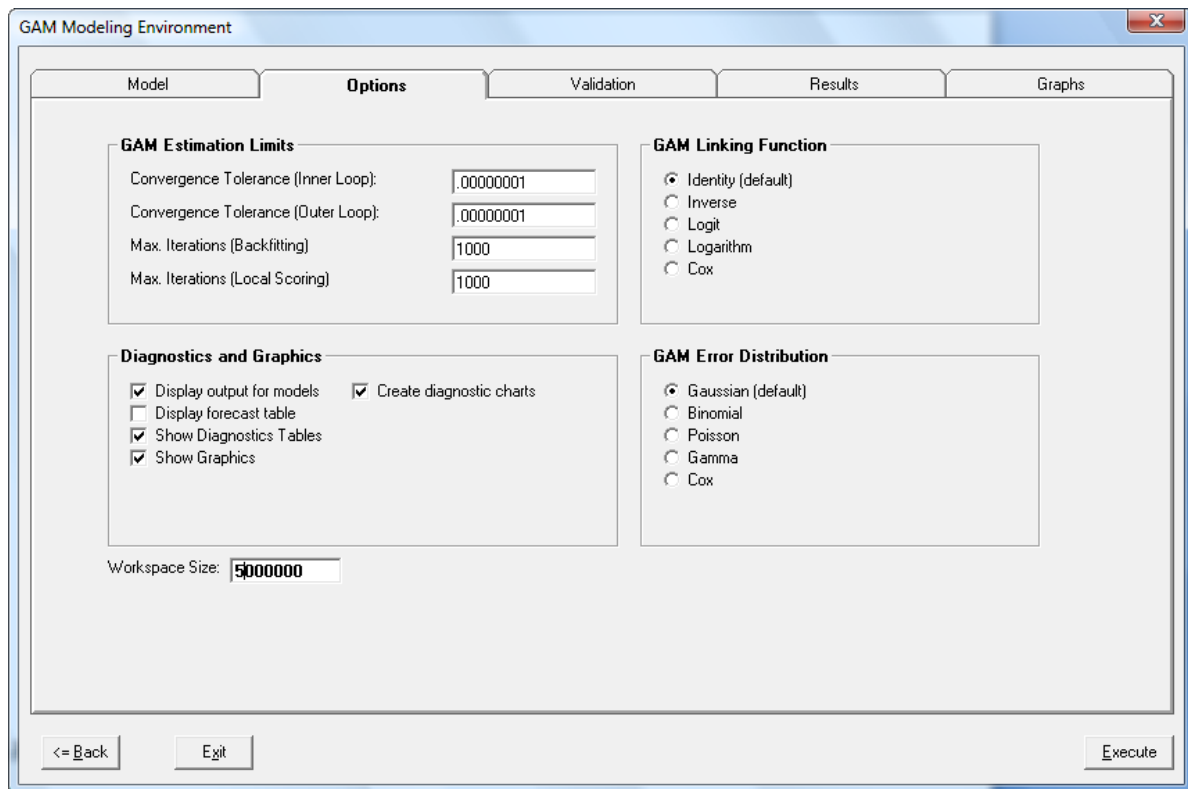 GAM Modeling Environment
Model
Options
Validation
Results
Graphs
GAM Estimation Limits
Convergence Tolerance (Inner Loop): .00000001
Convergence Tolerance (Outer Loop): .00000001
Max. Iterations (Backfitting) 1000
Max. Iterations (Local Scoring) 1000
GAM Linking Function
Identity (default)
Inverse
Logit
Logarithm
Cox
Diagnostics and Graphics
Display output for models
Create diagnostic charts
Display forecast table
Show Diagnostics Tables
Show Graphics
GAM Error Distribution
Gaussian (default)
Binomial
Poisson
Gamma
Cox
Workspace Size: 5000000
<= Back
Exit
Execute